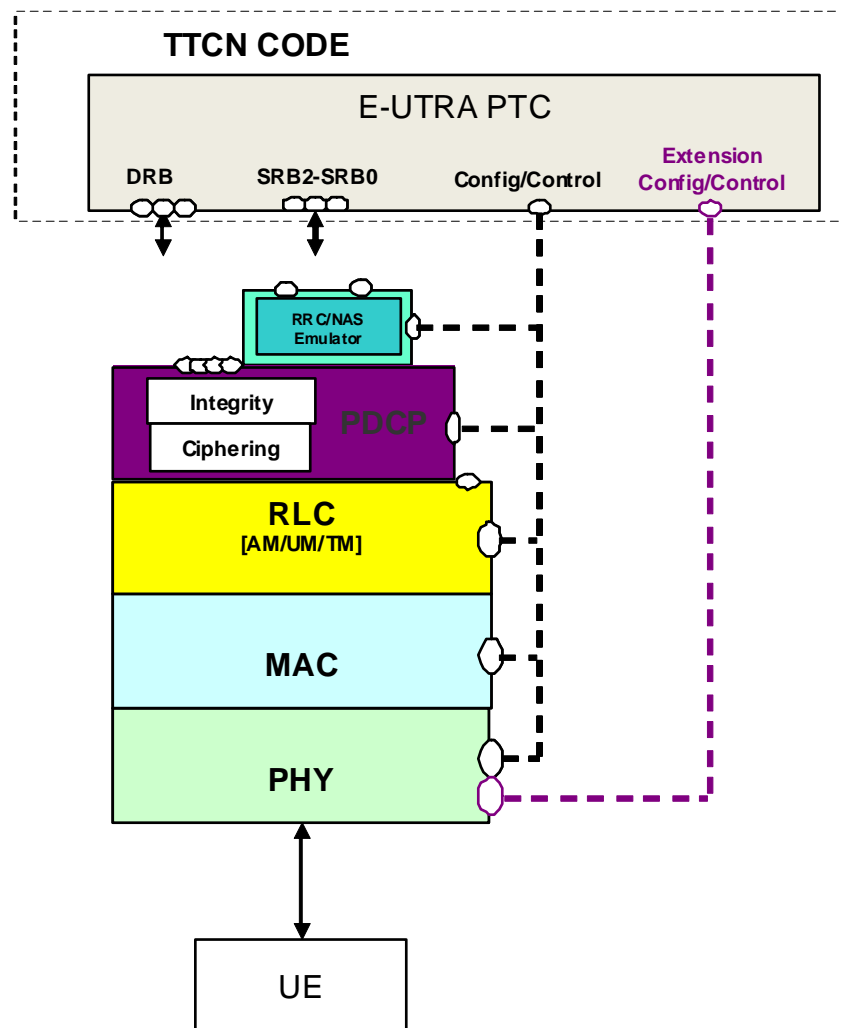 TTCN CODE
E-UTRA PTC
DRB
SRB2-SRB0
Config/Control
Extension
Config/Control
RRC/NAS
Emulator
Integrity
Ciphering
PDCP
RLC
[AM/UM/TM]
MAC
PHY
UE